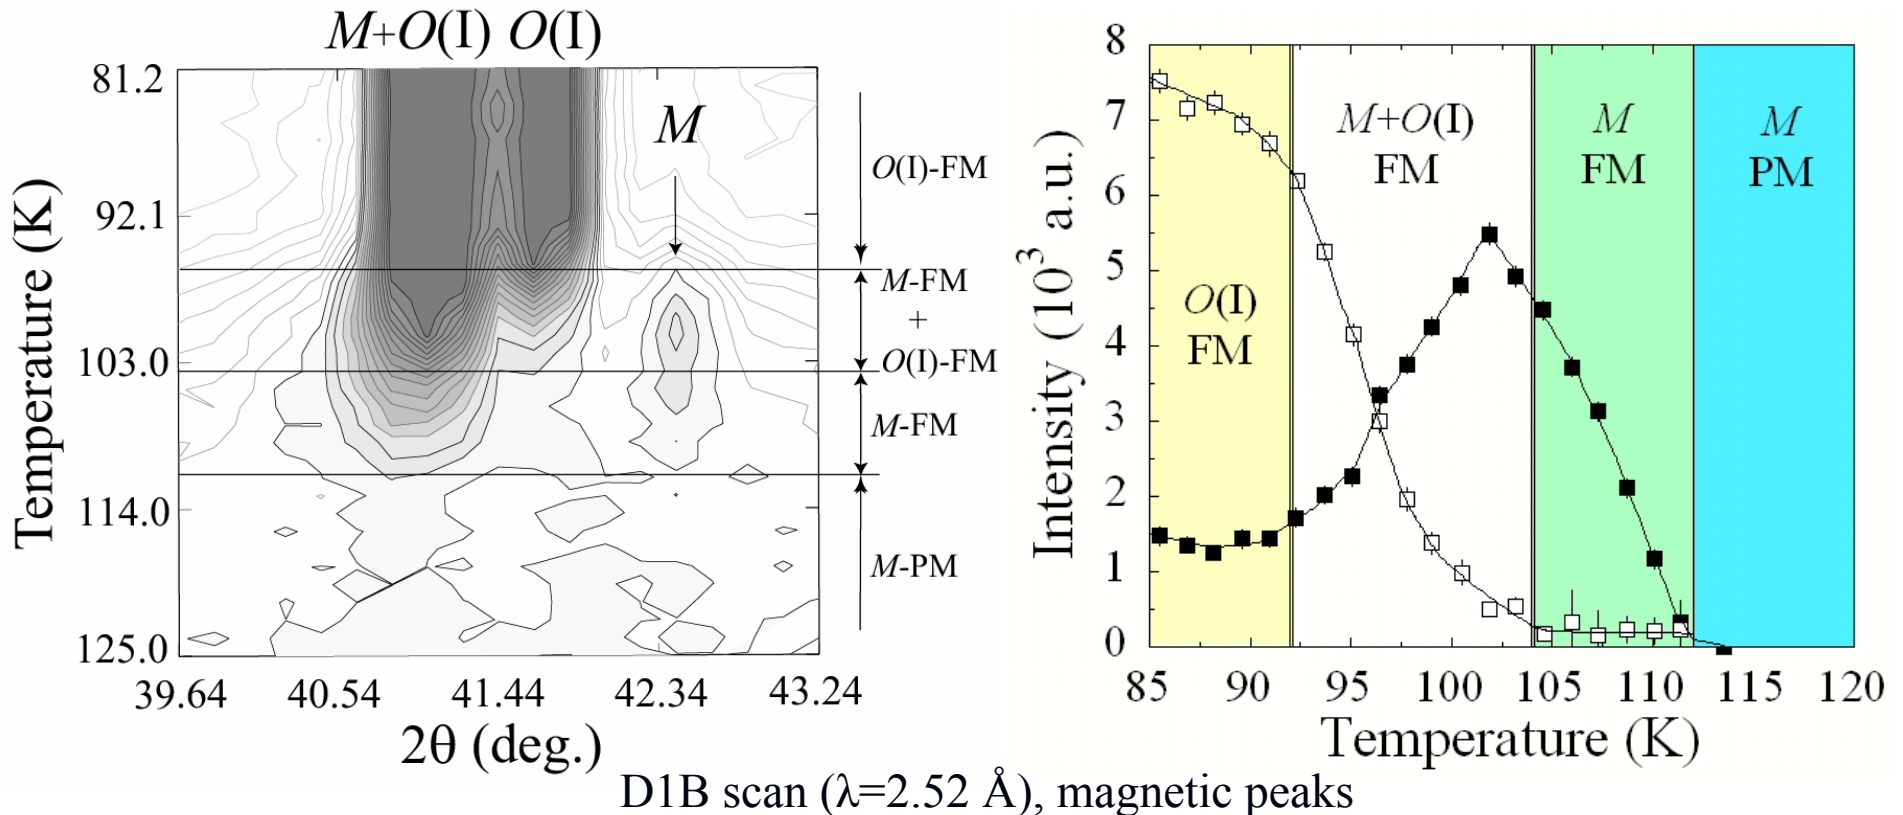 M+O(I) O(I)
M
81.2
92.1
103.0
114.0
125.0
Temperature (K)
39.64 40.54 41.44 42.34 43.24
2θ (deg.)
O(I)-FM
M-FM
+
O(I)-FM
M-FM
M-PM
8
7
6
5
4
3
2
1
0
Intensity (10³ a.u.)
O(I)
FM
M+O(I)
FM
M
FM
M
PM
85 90 95 100 105 110 115 120
Temperature (K)
D1B scan (λ=2.52 Å), magnetic peaks